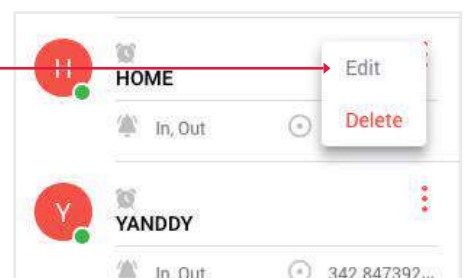 H
HOME
Edit
In, Out
Delete
Y
YANDDY
In, Out
342.847392...